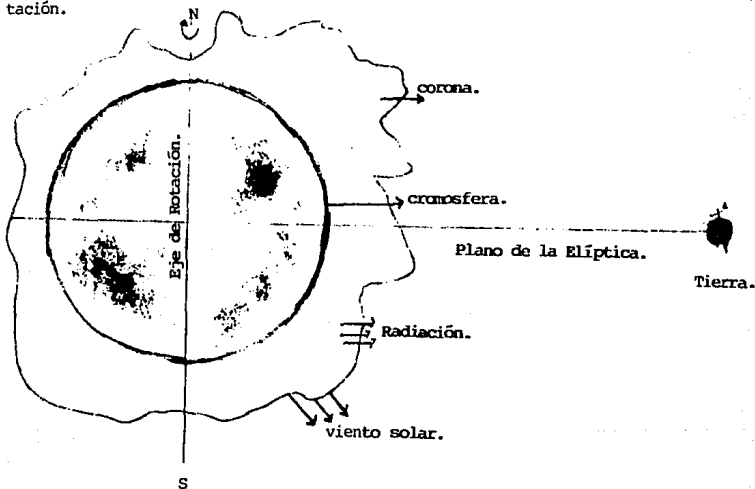 tación.
N
corona.
Eje de Rotación.
cromosfera.
Plano de la Elíptica.
Tierra.
Radiación.
viento solar.
S